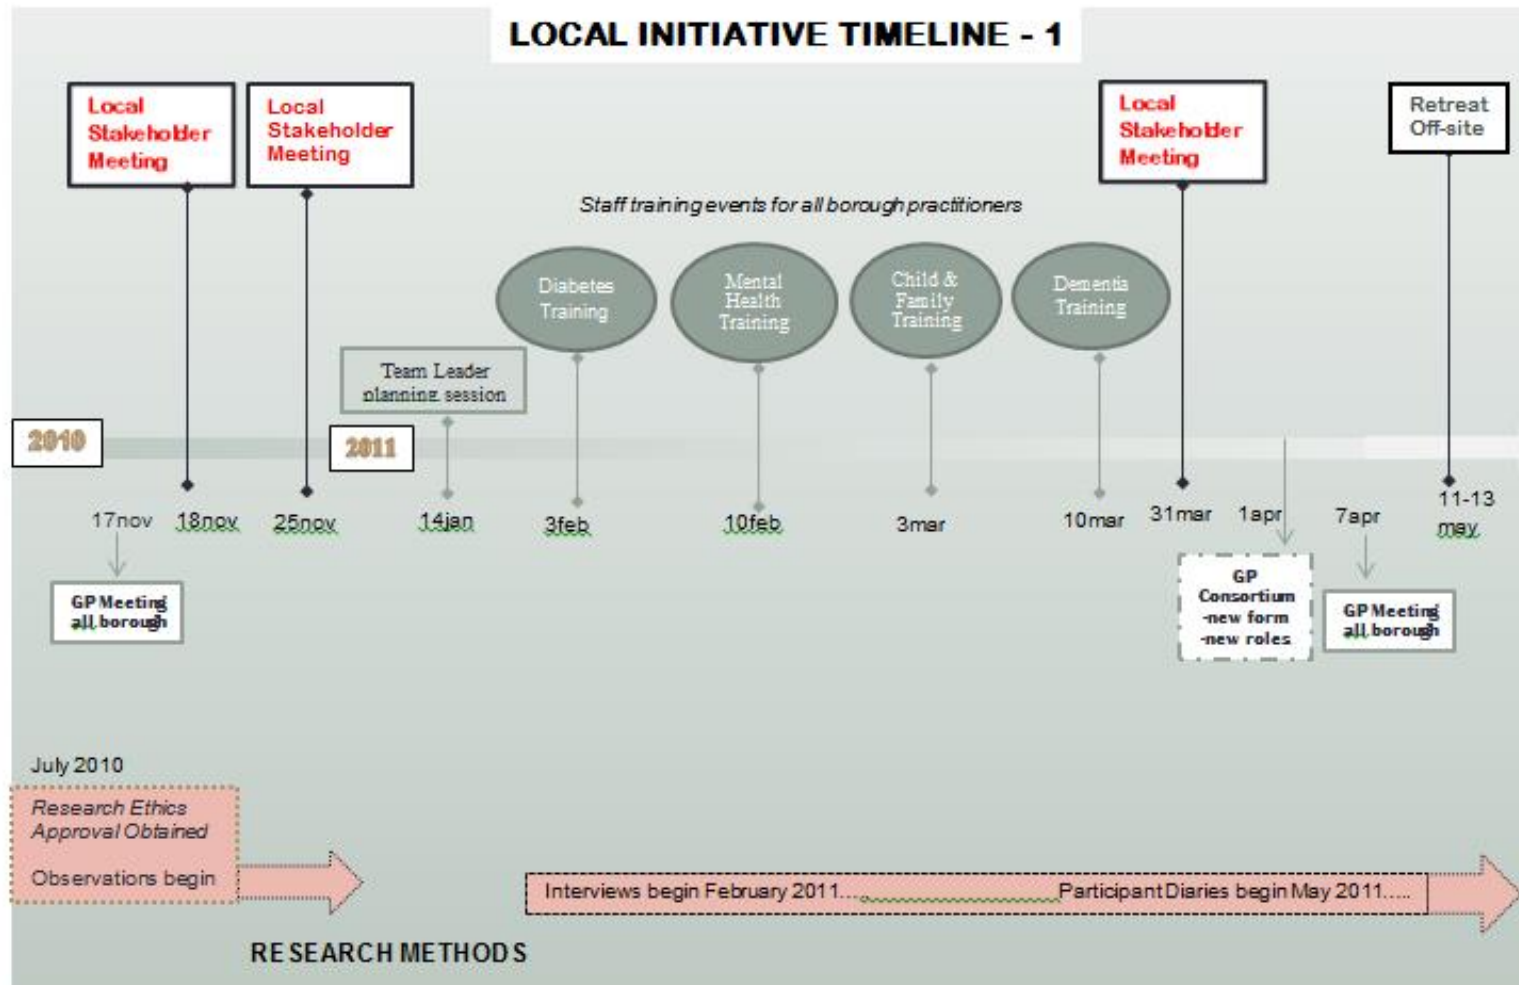 LOCAL INITIATIVE TIMELINE - 1
Local
Stakeholder
Meeting
Local
Stakeholder
Meeting
Local
Stakeholder
Meeting
Retreat
Off-site
Staff training events for all borough practitioners
Diabetes
Training
Mental
Health
Training
Child &
Family
Training
Dementia
Training
Team Leader
planning session
2010
2011
17nov
18nov
25nov
14jan
3feb
10feb
3mar
10mar
31mar
1apr
7apr
11-13
may
GP Meeting
all borough
GP
Consortium
-new form
-new roles
GP Meeting
all borough
July 2010
Research Ethics
Approval Obtained
Observations begin
Interviews begin February 2011.... Participant Diaries begin May 2011.....
RESEARCH METHODS